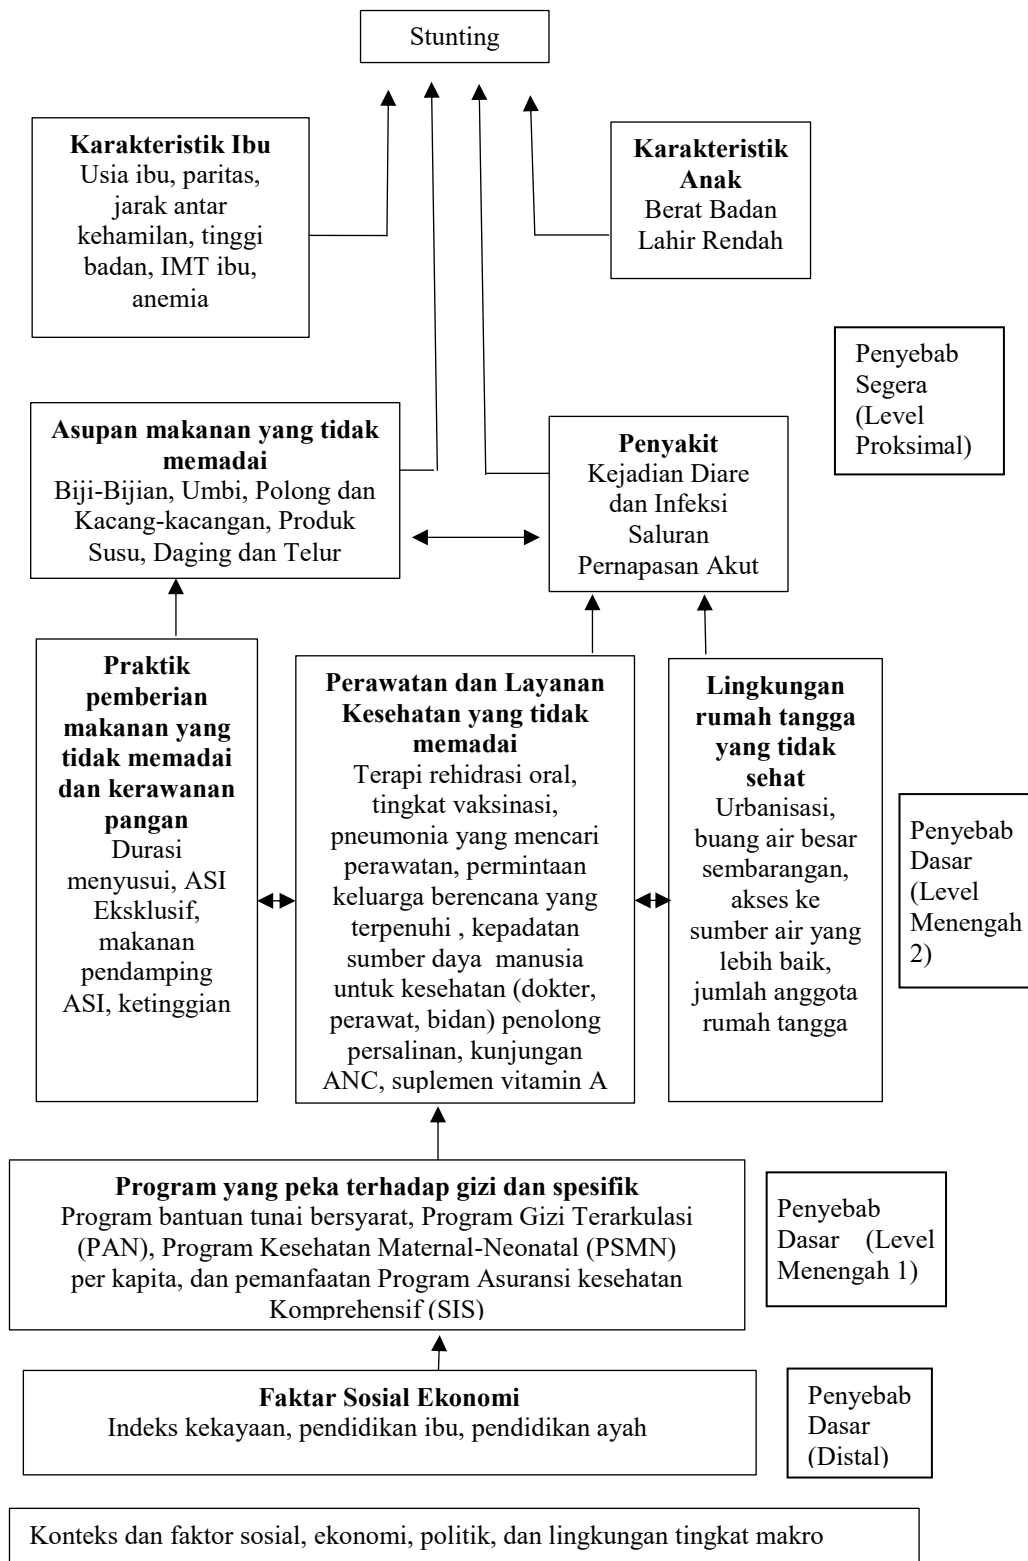 Stunting
Karakteristik Ibu
Usia ibu, paritas,
jarak antar
kehamilan, tinggi
badan, IMT ibu,
anemia
Karakteristik
Anak
Berat Badan
Lahir Rendah
Penyebab
Segera
(Level
Proksimal)
Asupan makanan yang tidak
memadai
Biji-Bijian, Umbi, Polong dan
Kacang-kacangan, Produk
Susu, Daging dan Telur
Penyakit
Kejadian Diare
dan Infeksi
Saluran
Pernapasan Akut
Praktik
pemberian
makanan yang
tidak memadai
dan kerawanan
pangan
Durasi
menyusui, ASI
Eksklusif,
makanan
pendamping
ASI, ketinggian
Perawatan dan Layanan
Kesehatan yang tidak
memadai
Terapi rehidrasi oral,
tingkat vaksinasi,
pneumonia yang mencari
perawatan, permintaan
keluarga berencana yang
terpenuhi , kepadatan
sumber daya manusia
untuk kesehatan (dokter,
perawat, bidan) penolong
persalinan, kunjungan
ANC, suplemen vitamin A
Lingkungan
rumah tangga
yang tidak
sehat
Urbanisasi,
buang air besar
sembarangan,
akses ke
sumber air yang
lebih baik,
jumlah anggota
rumah tangga
Penyebab
Dasar
(Level
Menengah
2)
Program yang peka terhadap gizi dan spesifik
Program bantuan tunai bersyarat, Program Gizi Terarkulasi
(PAN), Program Kesehatan Maternal-Neonatal (PSMN)
per kapita, dan pemanfaatan Program Asuransi kesehatan
Komprehensif (SIS)
Penyebab
Dasar (Level
Menengah 1)
Faktar Sosial Ekonomi
Indeks kekayaan, pendidikan ibu, pendidikan ayah
Penyebab
Dasar
(Distal)
Konteks dan faktor sosial, ekonomi, politik, dan lingkungan tingkat makro